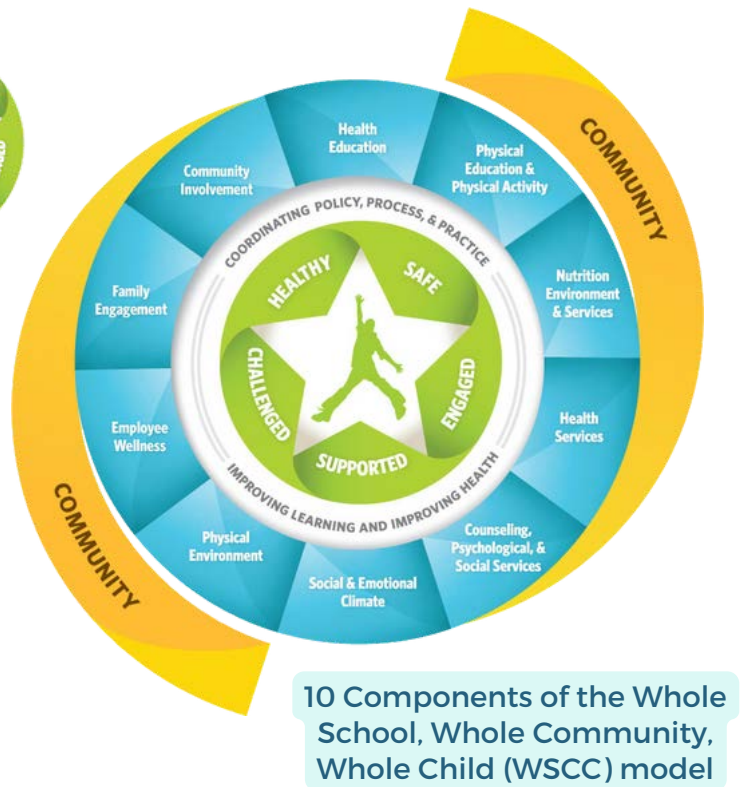 COMMUNITY
Health
Education
Physical
Education &
Physical Activity
Nutrition
Environment
& Services
Health
Services
Counseling,
Psychological, &
Social Services
Social & Emotional
Climate
Physical
Environment
Employee
Wellness
Family
Engagement
Community
Involvement
COORDINATING POLICY, PROCESS, & PRACTICE
IMPROVING LEARNING AND IMPROVING HEALTH
HEALTHY
SAFE
ENGAGED
SUPPORTED
CHALLENGED
COMMUNITY
10 Components of the Whole
School, Whole Community,
Whole Child (WSCC) model